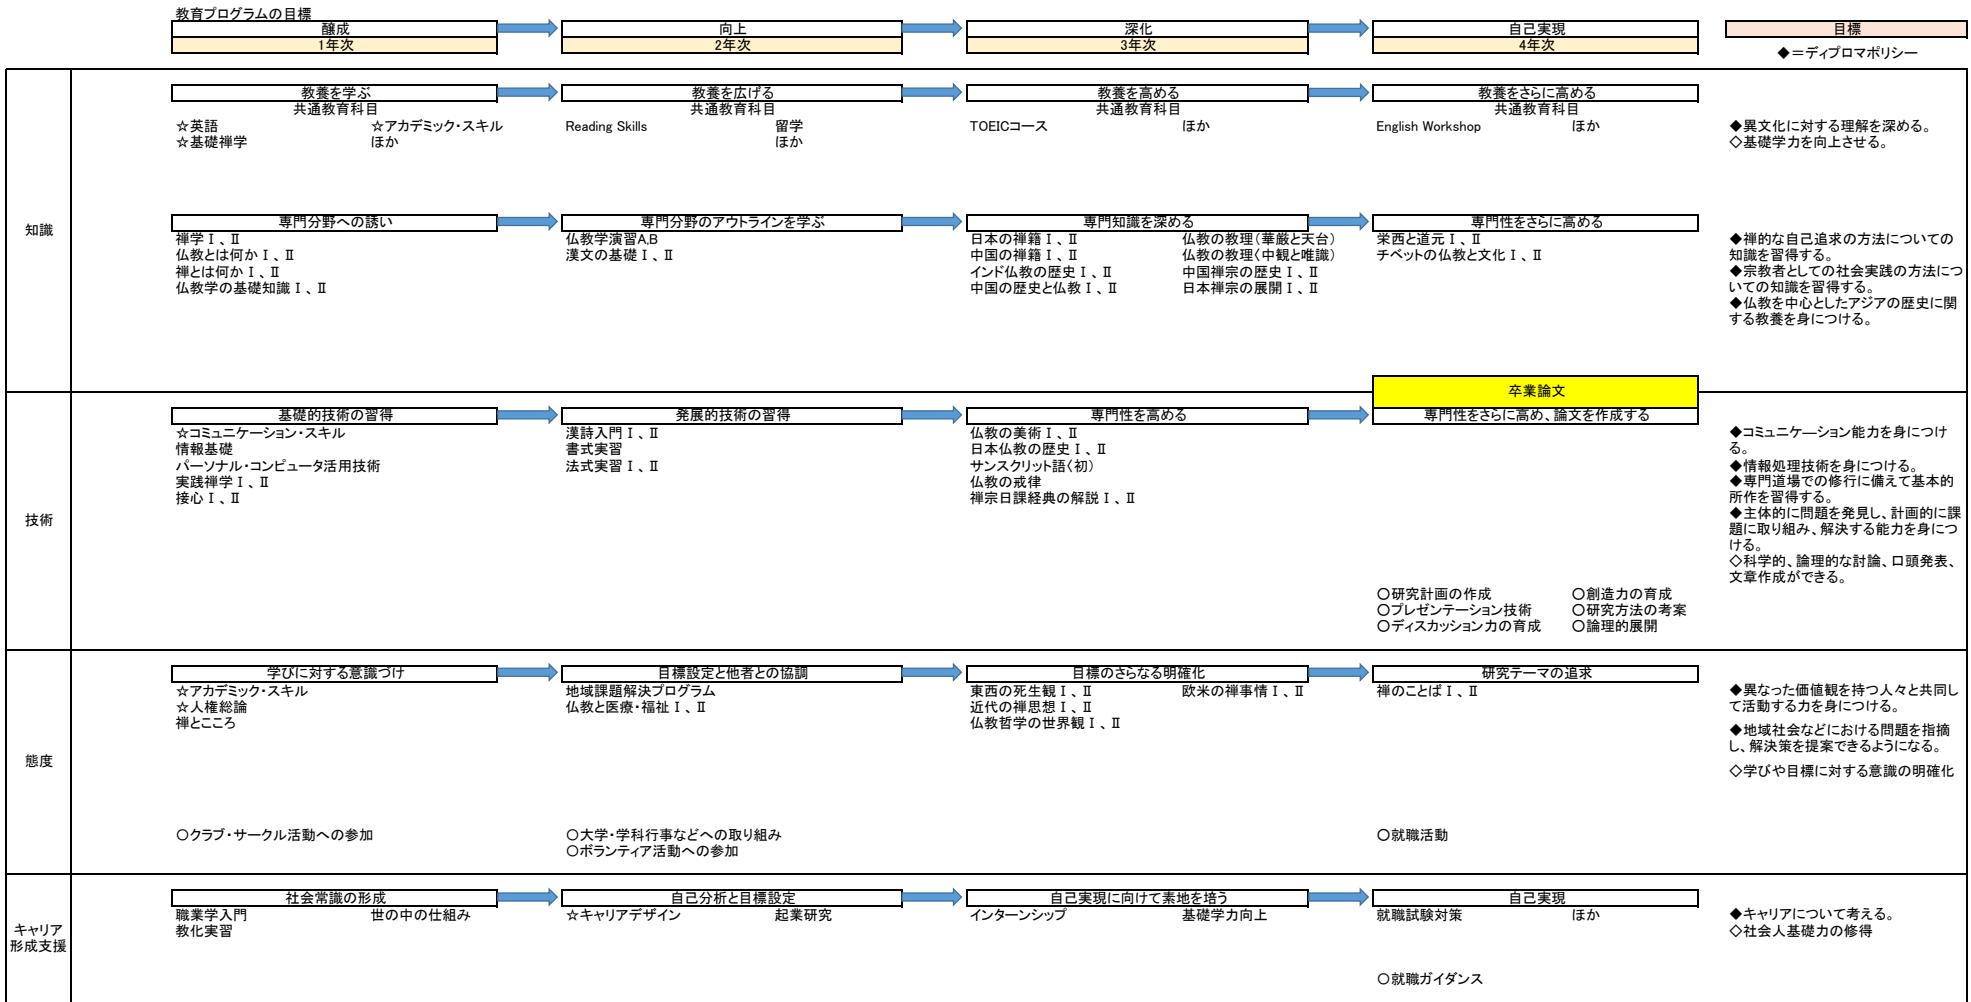 教育プログラムの目標
醸成 向上 深化 自己実現 目標
1年次 2年次 3年次 4年次
◆＝ディプロマポリシー
知識
教養を学ぶ 教養を広げる 教養を高める 教養をさらに高める
共通教育科目 共通教育科目 共通教育科目 共通教育科目
☆英語 ☆アカデミック・スキル Reading Skills 留学 TOEICコース ほか English Workshop ほか ◆異文化に対する理解を深める。
☆基礎禅学 ほか ほか ◇基礎学力を向上させる。
専門分野への誘い 専門分野のアウトラインを学ぶ 専門知識を深める 専門性をさらに高める
禅学Ⅰ、Ⅱ 仏教学演習A,B 日本の禅籍Ⅰ、Ⅱ 仏教の教理（華厳と天台） 栄西と道元Ⅰ、Ⅱ ◆禅的な自己追求の方法についての
仏教とは何かⅠ、Ⅱ 漢文の基礎Ⅰ、Ⅱ 中国の禅籍Ⅰ、Ⅱ 仏教の教理〈中観と唯識〉 チベットの仏教と文化Ⅰ、Ⅱ 知識を習得する。
禅とは何かⅠ、Ⅱ インド仏教の歴史Ⅰ、Ⅱ 中国禅宗の歴史Ⅰ、Ⅱ ◆宗教者としての社会実践の方法につ
仏教学の基礎知識Ⅰ、Ⅱ 中国の歴史と仏教Ⅰ、Ⅱ 日本禅宗の展開Ⅰ、Ⅱ いての知識を習得する。
◆仏教を中心としたアジアの歴史に関
する教養を身につける。
卒業論文
技術
基礎的技術の習得 発展的技術の習得 専門性を高める 専門性をさらに高め、論文を作成する
☆コミュニケーション・スキル 漢詩入門Ⅰ、Ⅱ 仏教の美術Ⅰ、Ⅱ ◆コミュニケ―ション能力を身につけ
情報基礎 書式実習 日本仏教の歴史Ⅰ、Ⅱ る。
パーソナル・コンピュータ活用技術 法式実習Ⅰ、Ⅱ サンスクリット語〈初〉 ◆情報処理技術を身につける。
実践禅学Ⅰ、Ⅱ 仏教の戒律 ◆専門道場での修行に備えて基本的
接心Ⅰ、Ⅱ 禅宗日課経典の解説Ⅰ、Ⅱ 所作を習得する。
◆主体的に問題を発見し、計画的に課
題に取り組み、解決する能力を身につ
ける。
◇科学的、論理的な討論、口頭発表、
文章作成ができる。
○研究計画の作成 ○創造力の育成
○プレゼンテーション技術 ○研究方法の考案
○ディスカッション力の育成 ○論理的展開
態度
学びに対する意識づけ 目標設定と他者との協調 目標のさらなる明確化 研究テーマの追求
☆アカデミック・スキル 地域課題解決プログラム 東西の死生観Ⅰ、Ⅱ 欧米の禅事情Ⅰ、Ⅱ 禅のことばⅠ、Ⅱ ◆異なった価値観を持つ人々と共同し
☆人権総論 仏教と医療・福祉Ⅰ、Ⅱ 近代の禅思想Ⅰ、Ⅱ て活動する力を身につける。
禅とこころ 仏教哲学の世界観Ⅰ、Ⅱ
◆地域社会などにおける問題を指摘
し、解決策を提案できるようになる。
◇学びや目標に対する意識の明確化
○クラブ・サークル活動への参加 ○大学・学科行事などへの取り組み ○就職活動
○ボランティア活動への参加
キャリア
形成支援
社会常識の形成 自己分析と目標設定 自己実現に向けて素地を培う 自己実現
職業学入門 世の中の仕組み ☆キャリアデザイン 起業研究 インターンシップ 基礎学力向上 就職試験対策 ほか ◆キャリアについて考える。
教化実習 ◇社会人基礎力の修得
○就職ガイダンス